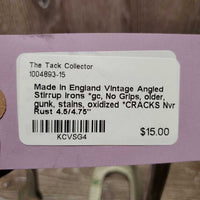 The Tack Collector
1004893-15
Made in England Vintage Angled
Stirrup Irons *gc, No Grips, older,
gunk, stains, oxidized *CRACKS Nvr
Rust 4.5/4.75"
$15.00
KCVSG4